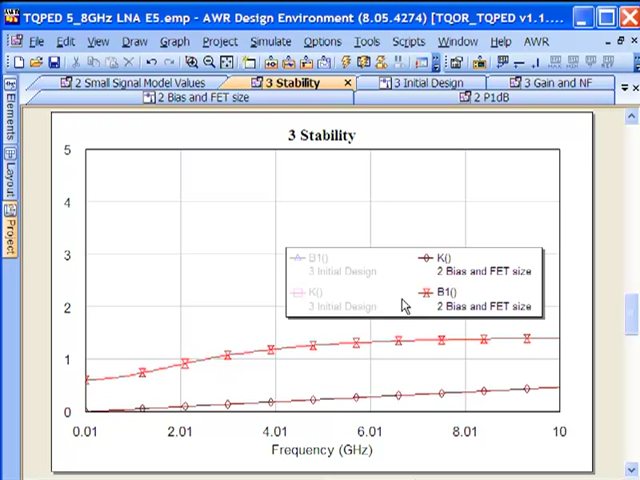 TQPED 5_8GHz LNA E5.emp - AWR Design Environment (8.05.4274) [TQOR_TQPED v1.1....
File Edit View Draw Graph Project Simulate Options Tools Scripts Window Help AWR
2 Small Signal Model Values 3 Stability 3 Initial Design 3 Gain and NF
2 Bias and FET size 2 P1dB
Elements
Layout
Project
3 Stability
5
4
3
2
1
0
B1()
3 Initial Design
K()
2 Bias and FET size
K()
3 Initial Design
B1()
2 Bias and FET size
0.01 2.01 4.01 6.01 8.01 10
Frequency (GHz)